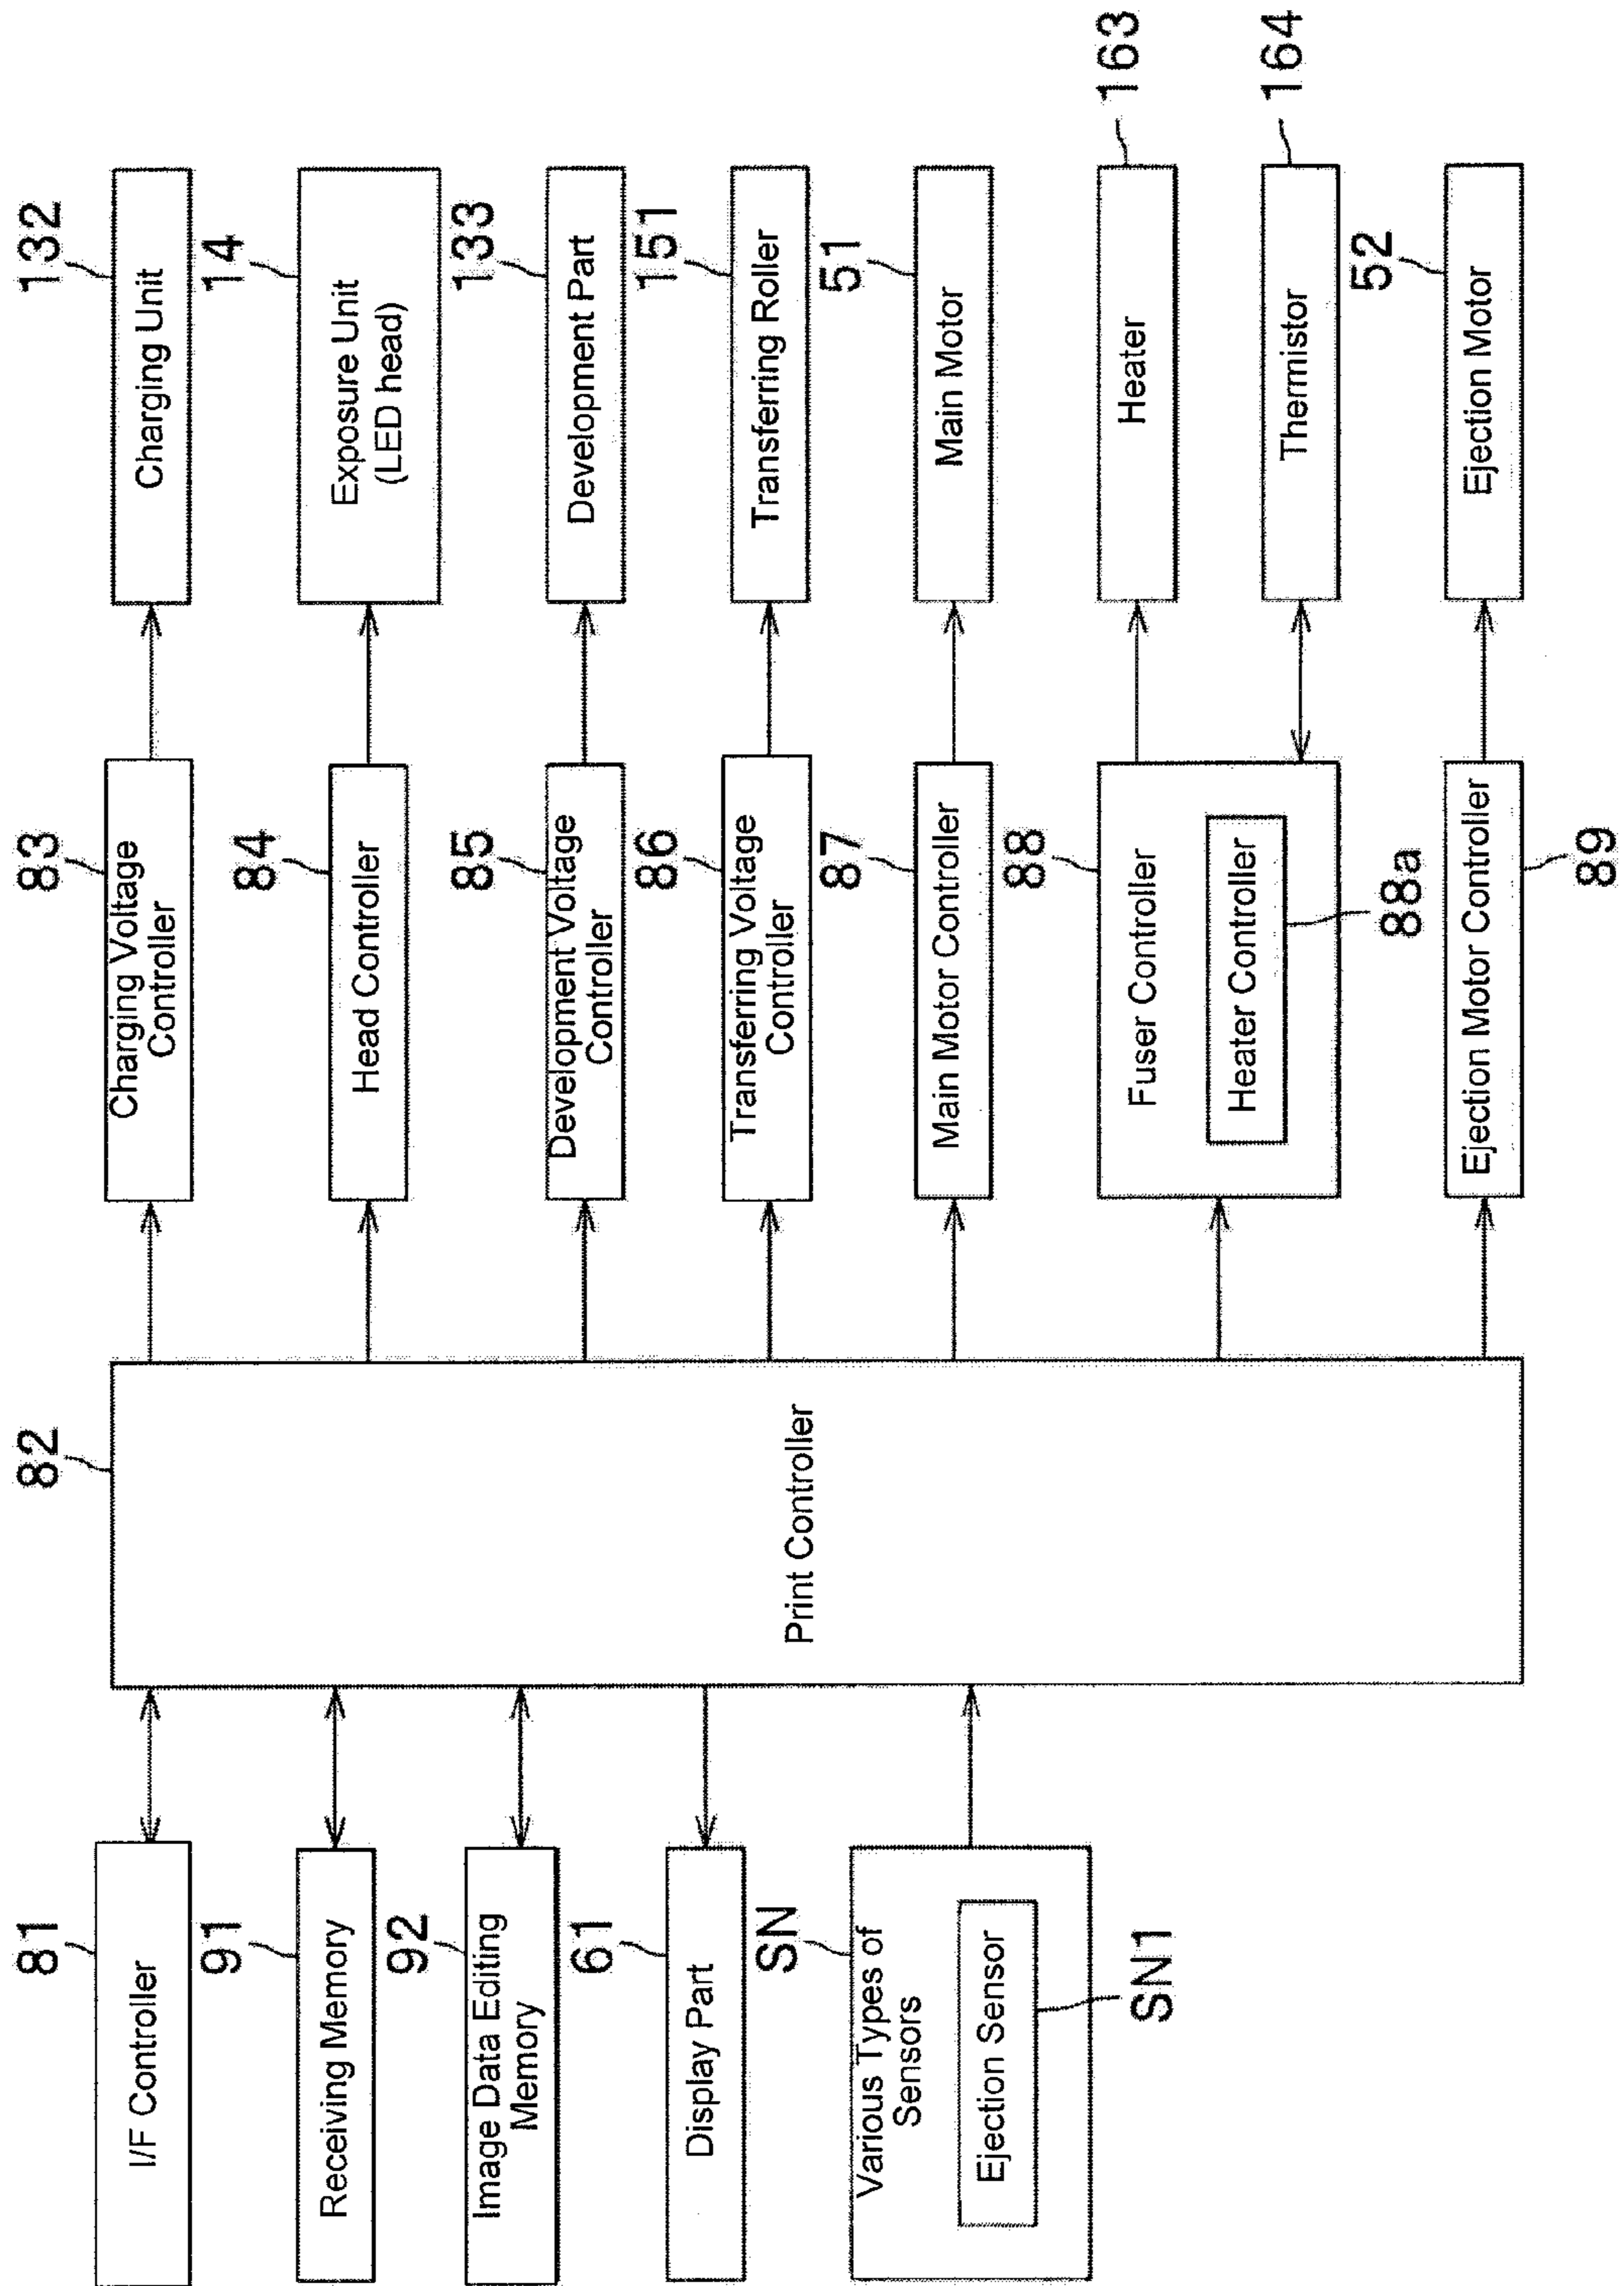 81
I/F Controller
91
Receiving Memory
92
Image Data Editing
Memory
61
Display Part
SN
Various Types of
Sensors
Ejection Sensor
SN1
82
Print Controller
83
Charging Voltage
Controller
84
Head Controller
85
Development Voltage
Controller
86
Transferring Voltage
Controller
87
Main Motor Controller
88
Fuser Controller
Heater Controller
88a
Ejection Motor Controller
89
132
Charging Unit
14
Exposure Unit
(LED head)
133
Development Part
151
Transferring Roller
51
Main Motor
Heater
163
Thermistor
164
52
Ejection Motor